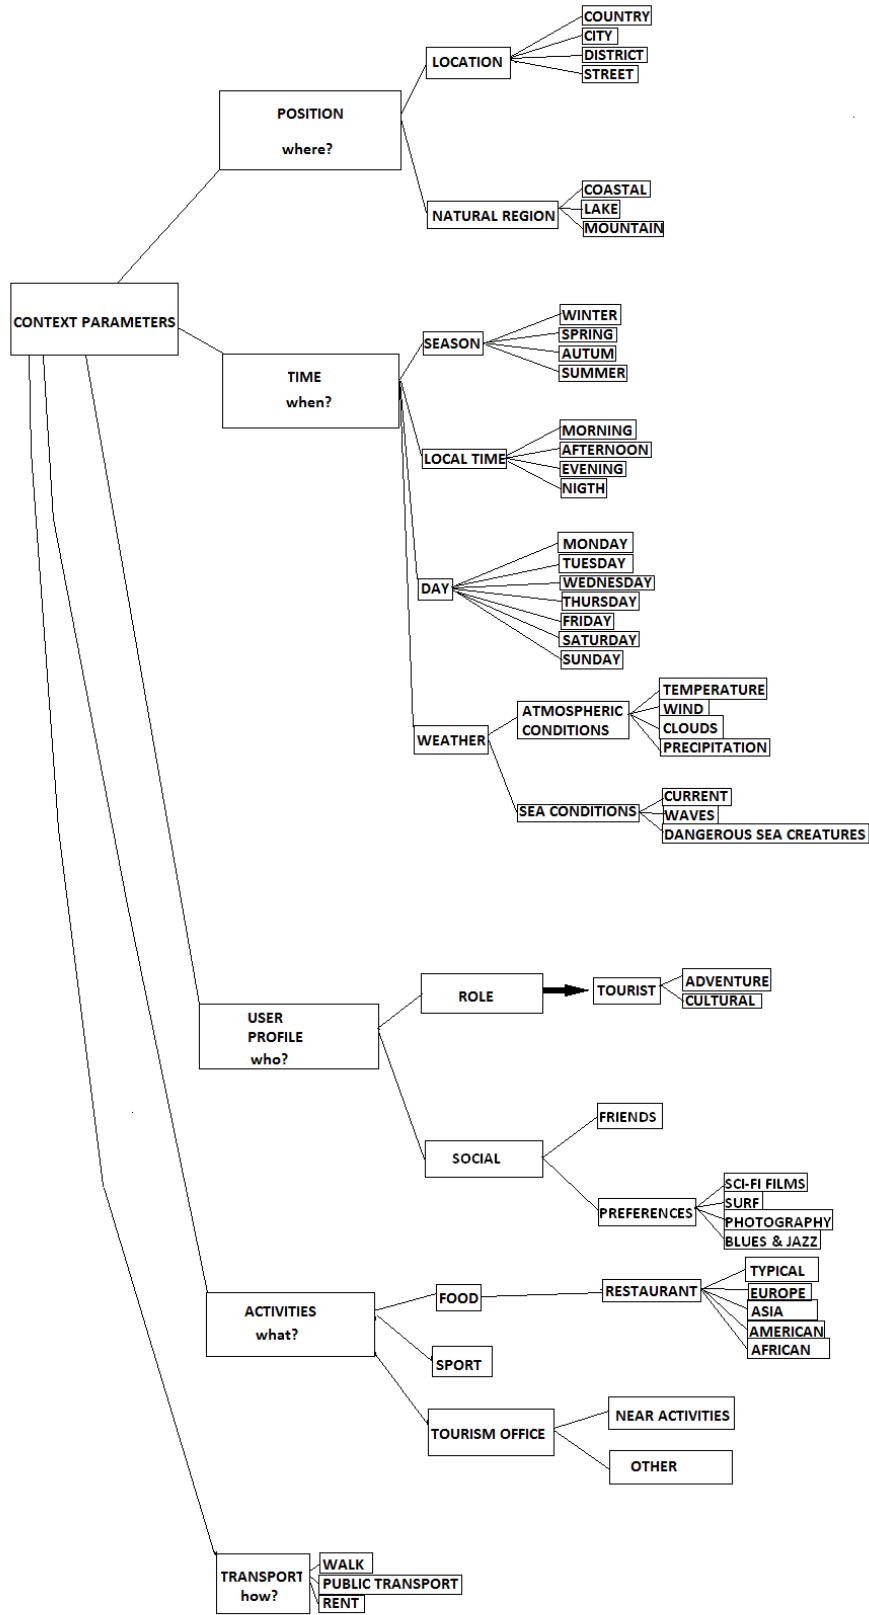 COUNTRY
CITY
DISTRICT
STREET
LOCATION
POSITION
where?
NATURAL REGION
COASTAL
LAKE
MOUNTAIN
CONTEXT PARAMETERS
TIME
when?
SEASON
WINTER
SPRING
AUTUM
SUMMER
LOCAL TIME
MORNING
AFTERNOON
EVENING
NIGTH
DAY
MONDAY
TUESDAY
WEDNESDAY
THURSDAY
FRIDAY
SATURDAY
SUNDAY
WEATHER
ATMOSPHERIC
CONDITIONS
TEMPERATURE
WIND
CLOUDS
PRECIPITATION
SEA CONDITIONS
CURRENT
WAVES
DANGEROUS SEA CREATURES
USER
PROFILE
who?
ROLE
TOURIST
ADVENTURE
CULTURAL
SOCIAL
FRIENDS
PREFERENCES
SCI-FI FILMS
SURF
PHOTOGRAPHY
BLUES & JAZZ
ACTIVITIES
what?
FOOD
RESTAURANT
TYPICAL
EUROPE
ASIA
AMERICAN
AFRICAN
SPORT
TOURISM OFFICE
NEAR ACTIVITIES
OTHER
TRANSPORT
how?
WALK
PUBLIC TRANSPORT
RENT